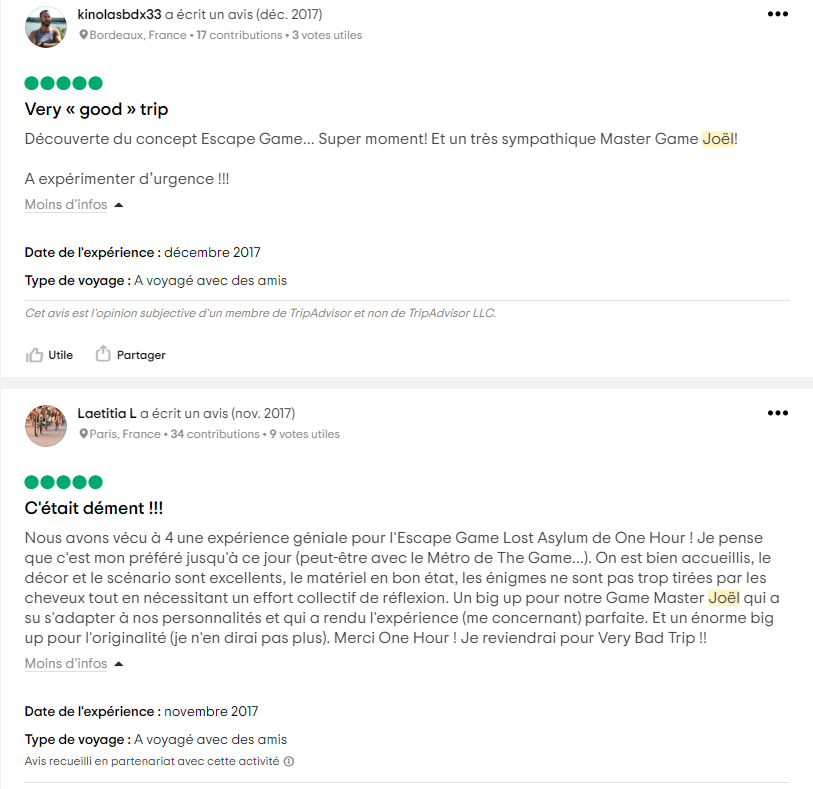 kinolasbdx33 a écrit un avis (déc. 2017)
Bordeaux, France • 17 contributions • 3 votes utiles
Very « good » trip
Découverte du concept Escape Game... Super moment! Et un très sympathique Master Game Joël!
A expérimenter d'urgence !!!
Moins d'infos
Date de l'expérience : décembre 2017
Type de voyage : A voyagé avec des amis
Cet avis est l'opinion subjective d'un membre de TripAdvisor et non de TripAdvisor LLC.
Utile Partager
Laetitia L a écrit un avis (nov. 2017)
Paris, France • 34 contributions • 9 votes utiles
C'était dément !!!
Nous avons vécu à 4 une expérience géniale pour l'Escape Game Lost Asylum de One Hour ! Je pense
que c'est mon préféré jusqu'à ce jour (peut-être avec le Métro de The Game...). On est bien accueillis, le
décor et le scénario sont excellents, le matériel en bon état, les énigmes ne sont pas trop tirées par les
cheveux tout en nécessitant un effort collectif de réflexion. Un big up pour notre Game Master Joël qui a
su s'adapter à nos personnalités et qui a rendu l'expérience (me concernant) parfaite. Et un énorme big
up pour l'originalité (je n'en dirai pas plus). Merci One Hour ! Je reviendrai pour Very Bad Trip !!
Moins d'infos
Date de l'expérience : novembre 2017
Type de voyage : A voyagé avec des amis
Avis recueilli en partenariat avec cette activité